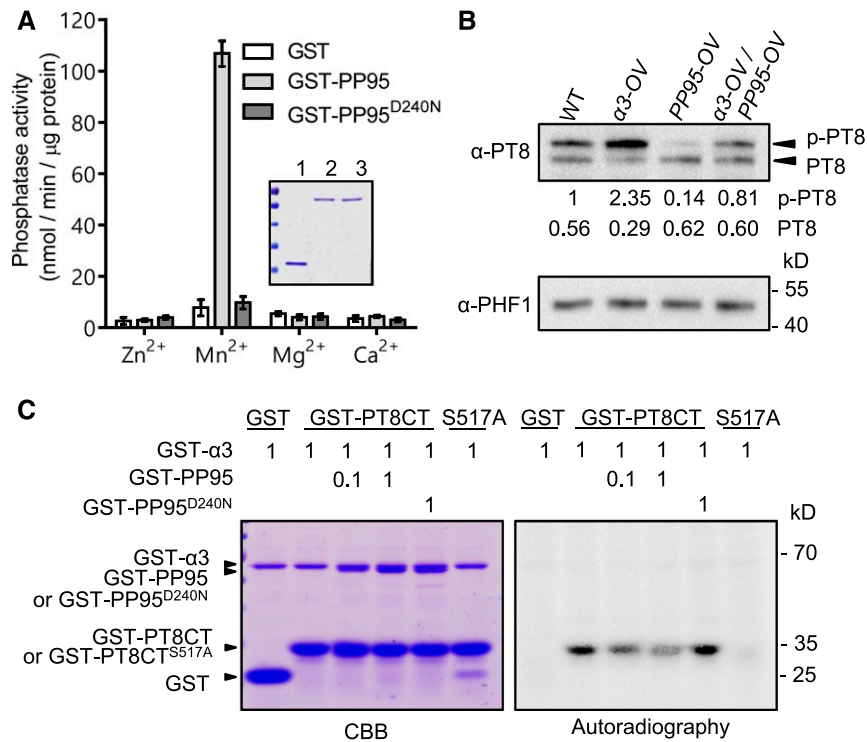 A
Phosphatase activity
(nmol / min / µg protein)
120
100
80
60
40
20
0
GST
GST-PP95
GST-PP95D240N
1 2 3
Zn2+ Mn2+ Mg2+ Ca2+
B
WT α3-OV PP95-OV α3-OV / PP95-OV
α-PT8
p-PT8
PT8
1 2.35 0.14 0.81 p-PT8
0.56 0.29 0.62 0.60 PT8
kD
α-PHF1
- 55
- 40
C
GST GST-PT8CT S517A GST GST-PT8CT S517A
GST-α3 1 1 1 1 1 1 1 1 1 1 1 1
GST-PP95 0.1 1 0.1 1
GST-PP95D240N 1 1
kD
GST-α3
GST-PP95
or GST-PP95D240N
GST-PT8CT
or GST-PT8CTS517A
GST
- 70
- 35
- 25
CBB Autoradiography